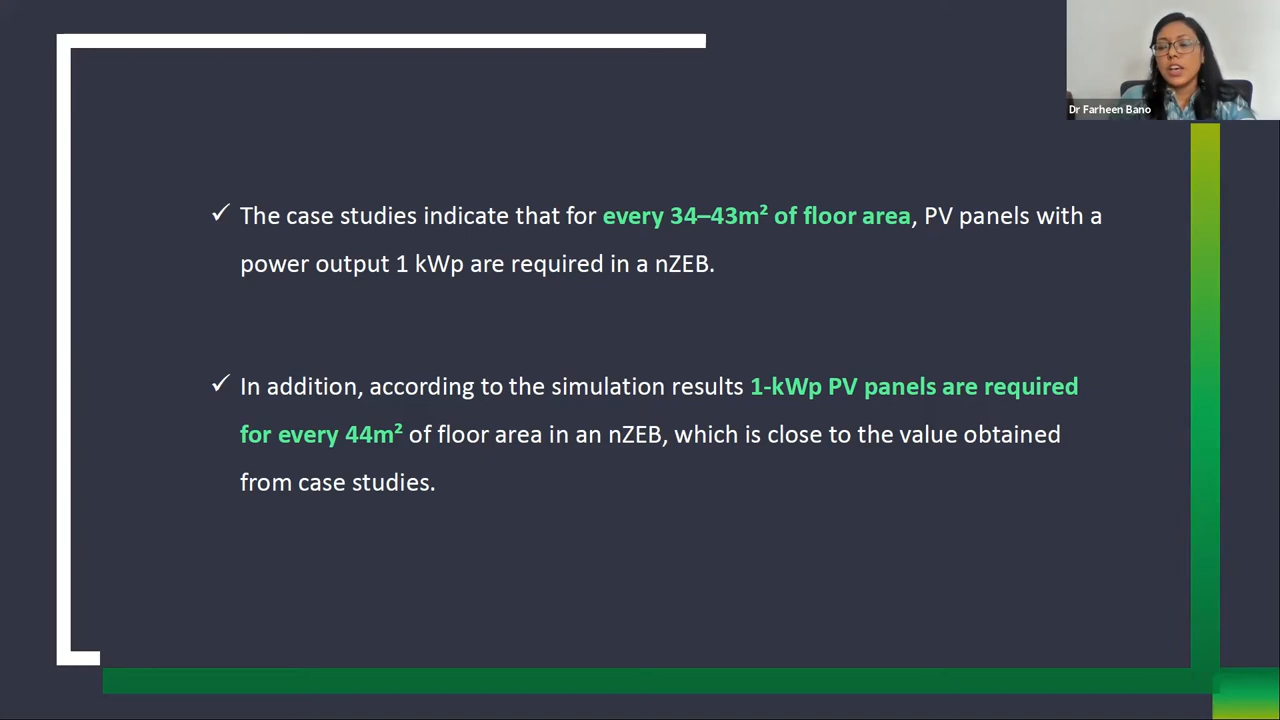 Dr Farheen Bano
✓ The case studies indicate that for every 34–43m² of floor area, PV panels with a
power output 1 kWp are required in a nZEB.
✓ In addition, according to the simulation results 1-kWp PV panels are required
for every 44m² of floor area in an nZEB, which is close to the value obtained
from case studies.